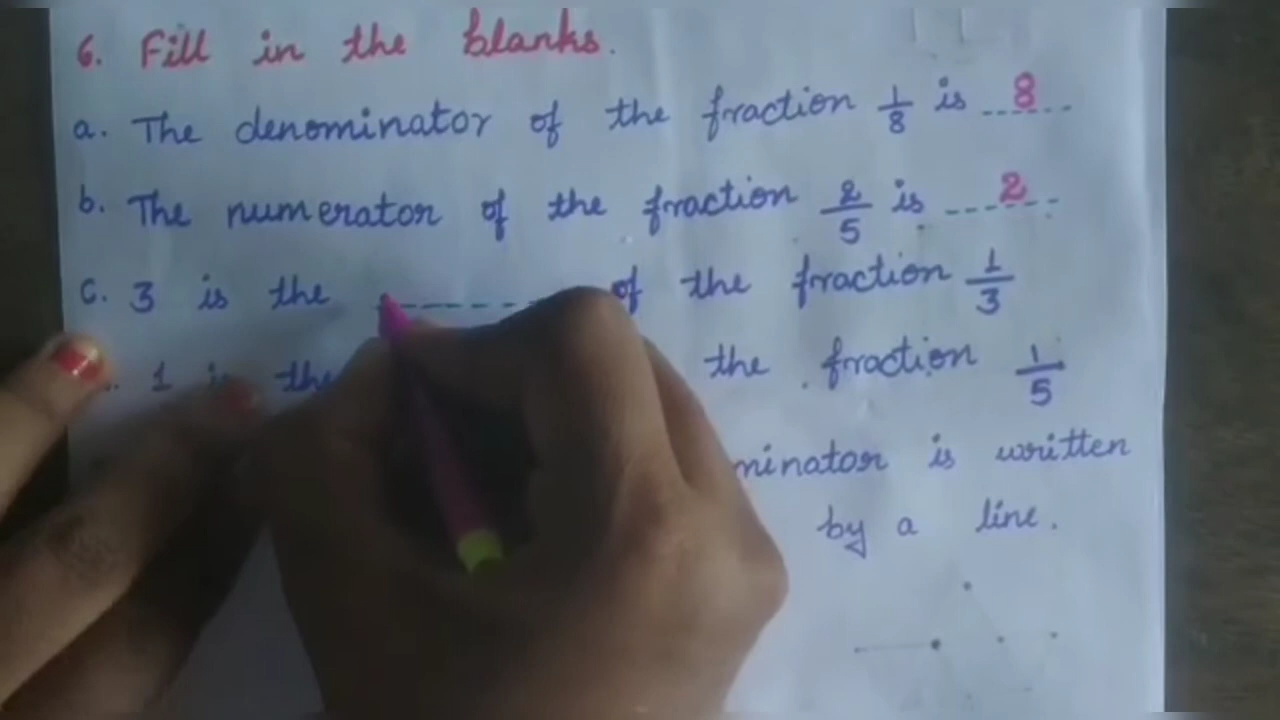 6. Fill in the blanks.
a. The denominator of the fraction 1/8 is 8
b. The numerator of the fraction 2/5 is 2
c. 3 is the of the fraction 1/3
1 is the the fraction 1/5
minator is written
by a line.